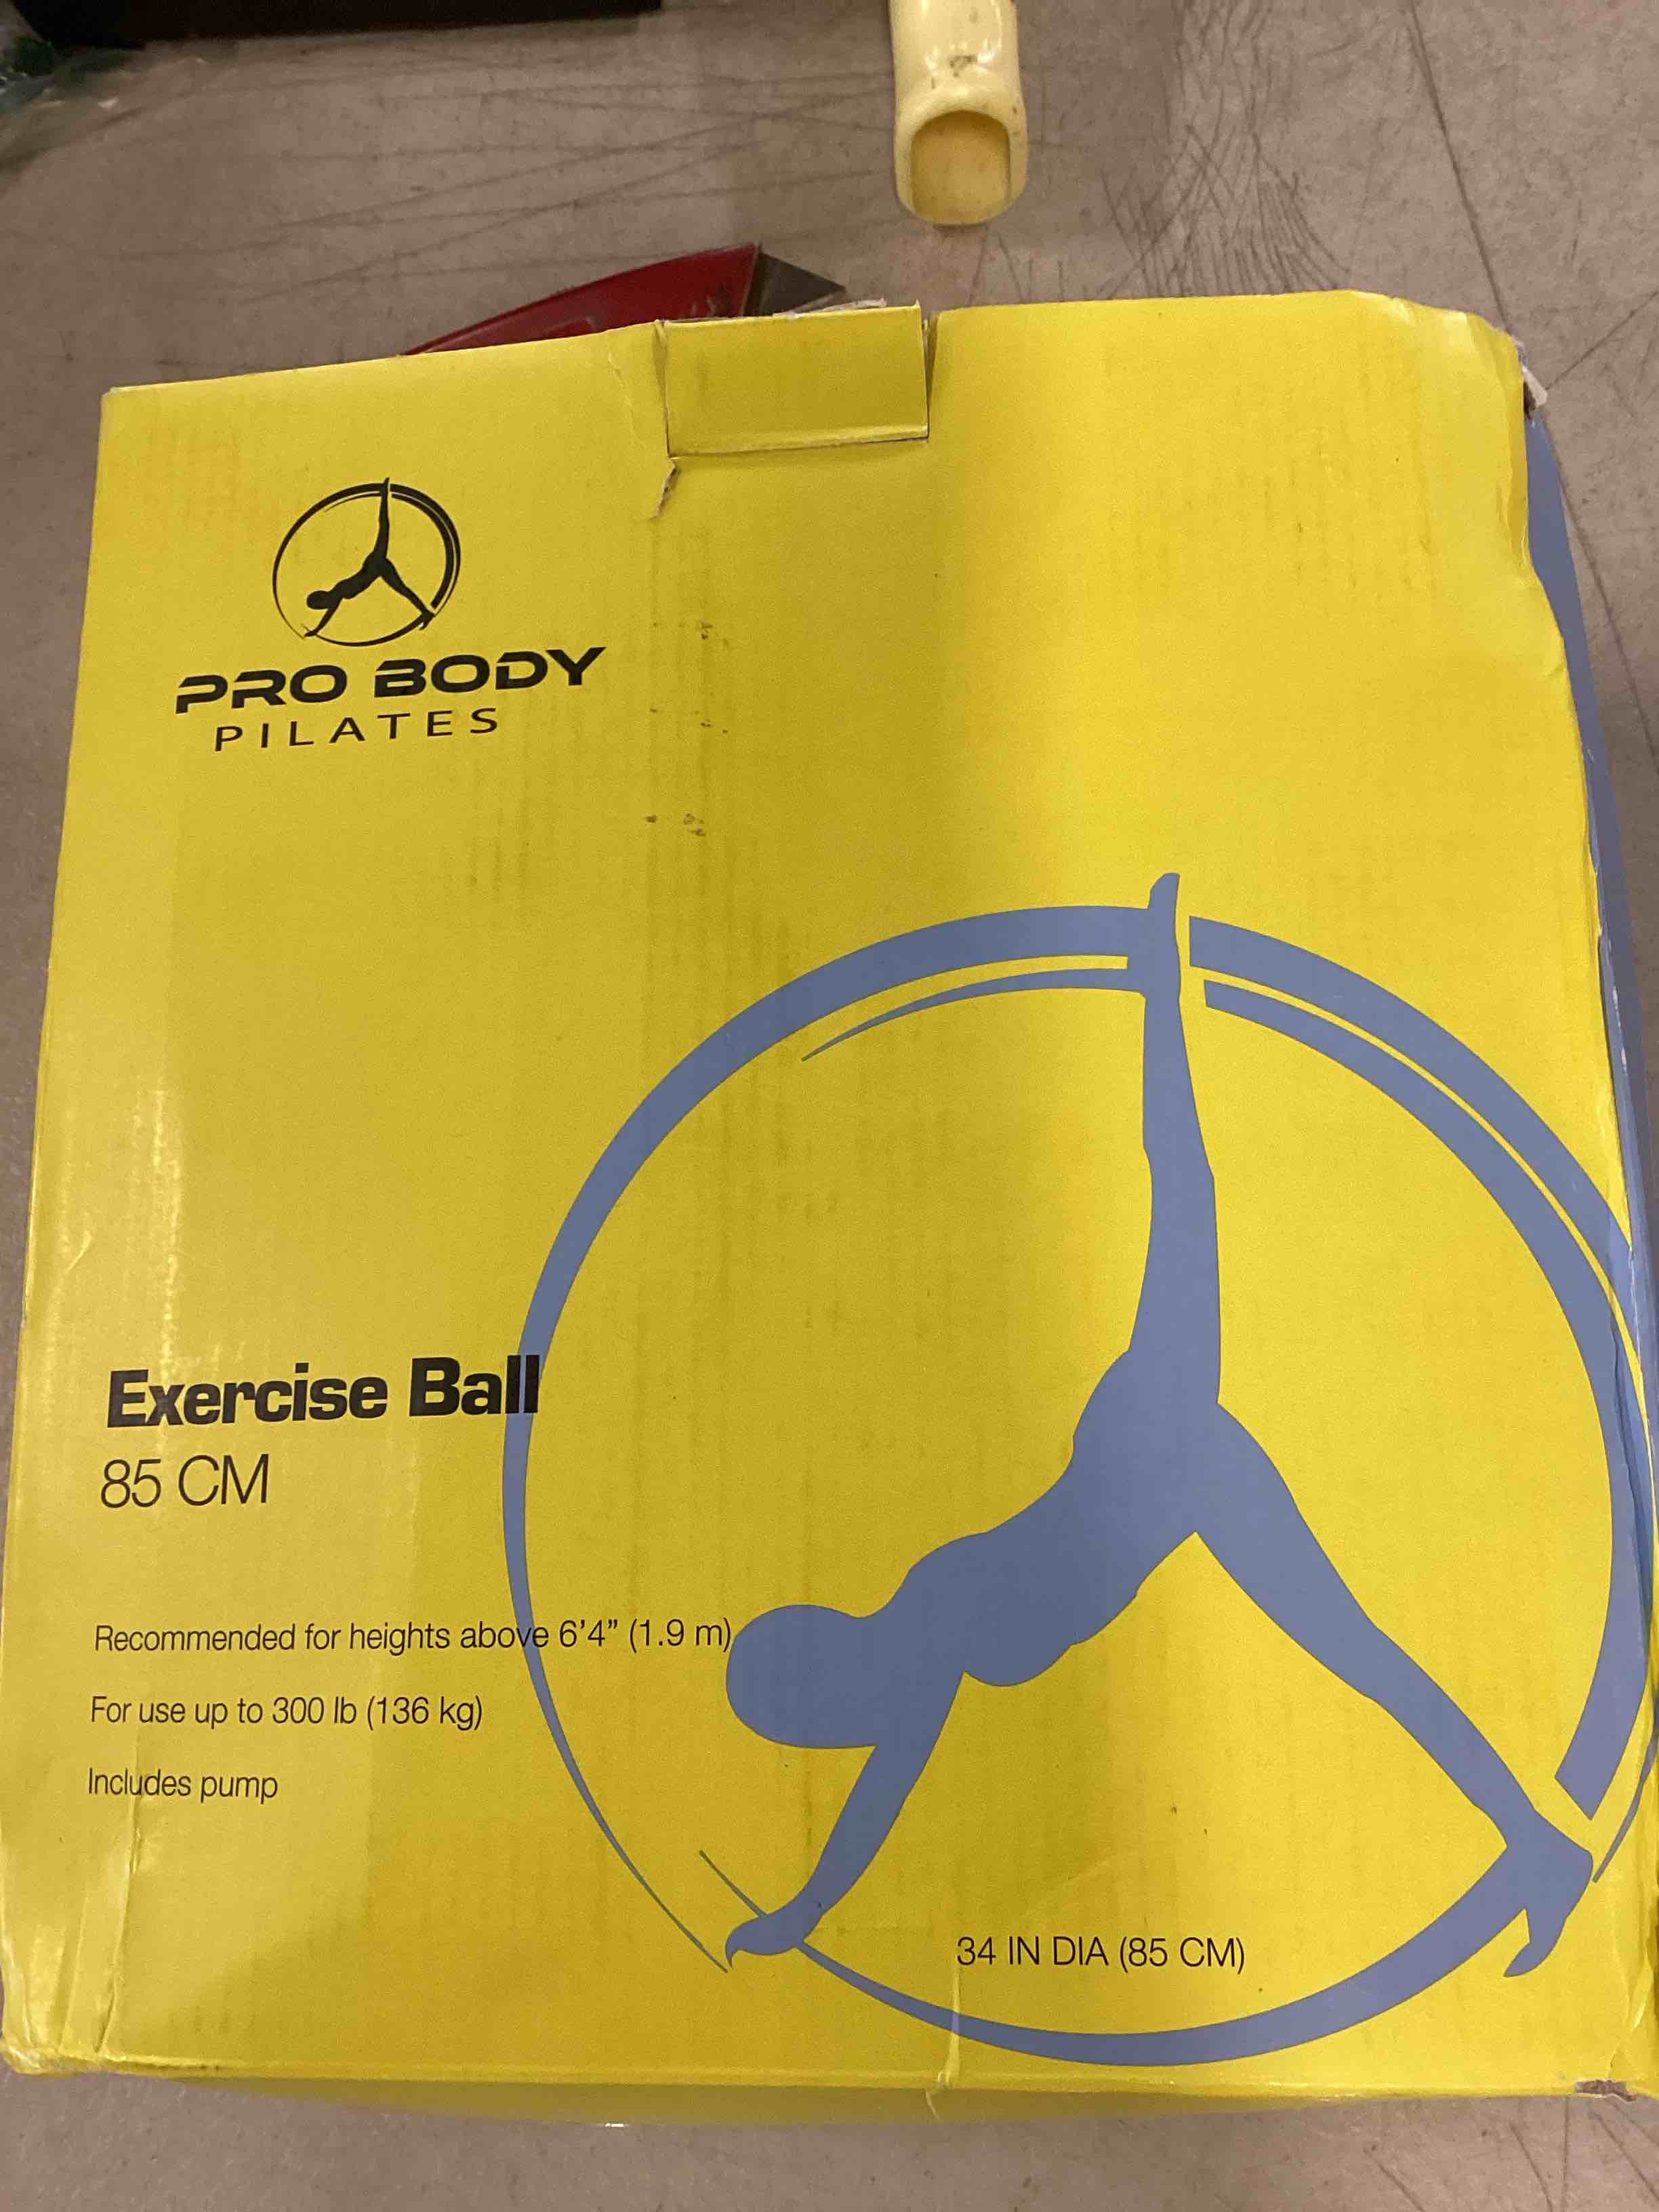 PRO BODY
PILATES
Exercise Ball
85 CM
Recommended for heights above 6'4" (1.9 m)
For use up to 300 lb (136 kg)
Includes pump
34 IN DIA (85 CM)